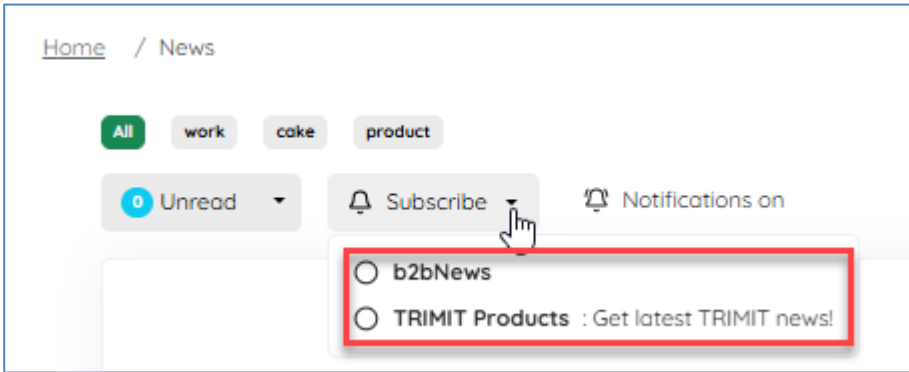 Home / News
All work cake product
0 Unread Subscribe Notifications on
b2bNews
TRIMIT Products : Get latest TRIMIT news!